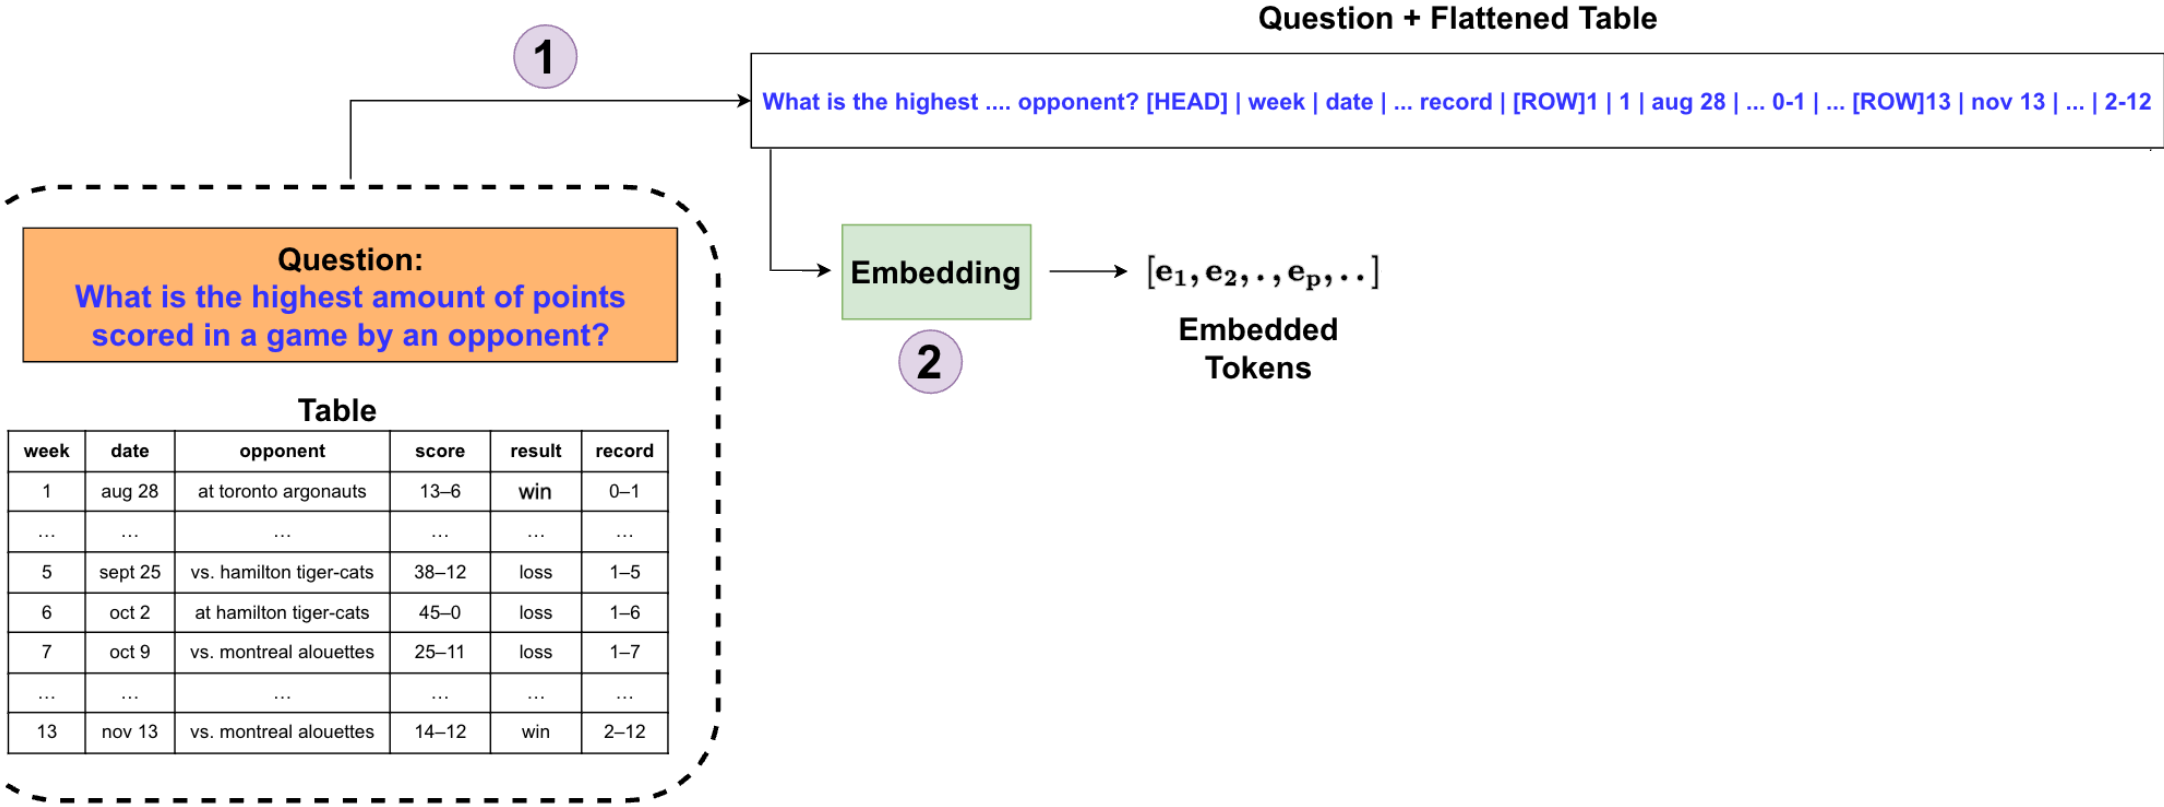 Question + Flattened Table
1
What is the highest .... opponent? [HEAD] | week | date | ... record | [ROW]1 | 1 | aug 28 | ... 0-1 | ... [ROW]13 | nov 13 | ... | 2-12
Question:
What is the highest amount of points
scored in a game by an opponent?
Embedding
[e1, e2, . , ep, . . ]
2
Embedded
Tokens
Table
week date opponent score result record
1 aug 28 at toronto argonauts 13–6 win 0–1
... ... ... ... ... ...
5 sept 25 vs. hamilton tiger-cats 38–12 loss 1–5
6 oct 2 at hamilton tiger-cats 45–0 loss 1–6
7 oct 9 vs. montreal alouettes 25–11 loss 1–7
... ... ... ... ... ...
13 nov 13 vs. montreal alouettes 14–12 win 2–12